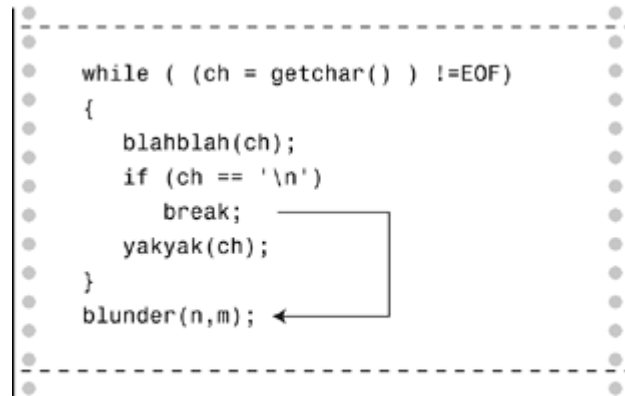 while ( (ch = getchar() ) !=EOF)
{
blahblah(ch);
if (ch == '\n')
break;
yakyak(ch);
}
blunder(n,m);